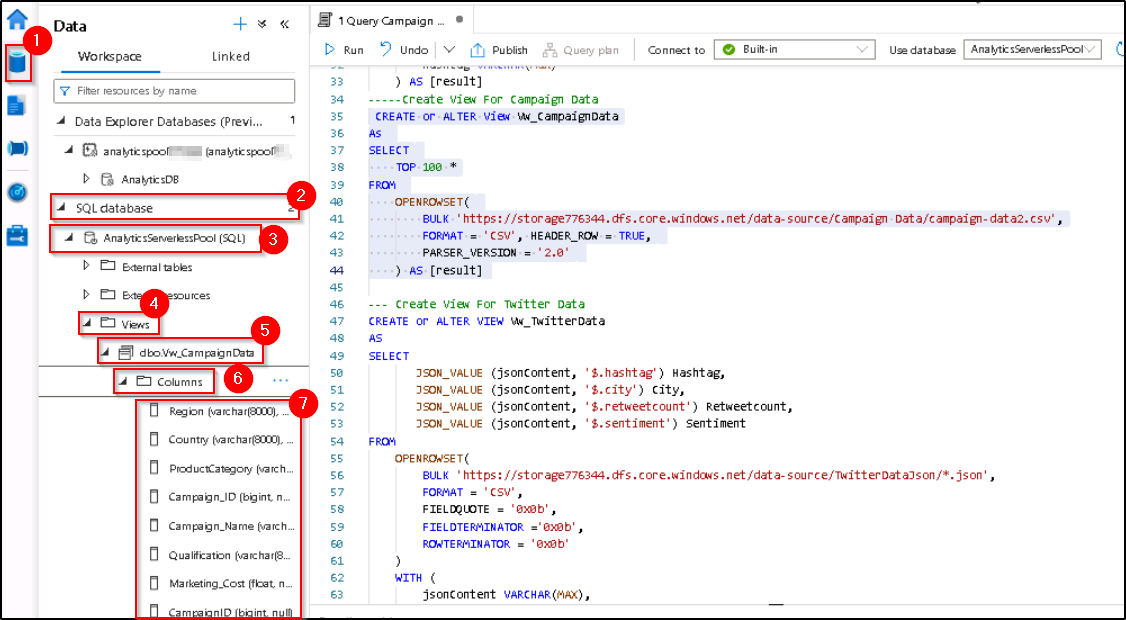 1 Query Campaign ...
Data
1
Workspace
Linked
Run
Undo
Publish
Query plan
Connect to
Built-in
Use database
AnalyticsServerlessPool
Filter resources by name
Data Explorer Databases (Previ...
1
analyticspool (analyticspool
AnalyticsDB
2
SQL database
2
AnalyticsServerlessPool (SQL)
3
External tables
External resources
4
Views
5
dbo.Vw_CampaignData
6
Columns
...
7
Region (varchar(8000), ...
Country (varchar(8000), ...
ProductCategory (varch...
Campaign_ID (bigint, n...
Campaign_Name (varch...
Qualification (varchar(8...
Marketing_Cost (float, n...
CampaignID (bigint, null)
33 ) AS [result]
34 -----Create View For Campaign Data
35 CREATE or ALTER View Vw_CampaignData
36 As
37 SELECT
38 TOP 100 *
39 FROM
40 OPENROWSET(
41 BULK 'https://storage776344.dfs.core.windows.net/data-source/Campaign Data/campaign-data2.csv',
42 FORMAT = 'CSV', HEADER_ROW = TRUE,
43 PARSER_VERSION = '2.0'
44 ) AS [result]
45
46 --- Create View For Twitter Data
47 CREATE or ALTER VIEW Vw_TwitterData
48 AS
49 SELECT
50 JSON_VALUE (jsonContent, '$.hashtag') Hashtag,
51 JSON_VALUE (jsonContent, '$.city') City,
52 JSON_VALUE (jsonContent, '$.retweetcount') Retweetcount,
53 JSON_VALUE (jsonContent, '$.sentiment') Sentiment
54 FROM
55 OPENROWSET(
56 BULK 'https://storage776344.dfs.core.windows.net/data-source/TwitterDataJson/*.json',
57 FORMAT = 'CSV',
58 FIELDQUOTE = '0x0b',
59 FIELDTERMINATOR ='0x0b',
60 ROWTERMINATOR = '0x0b'
61 )
62 WITH (
63 jsonContent VARCHAR(MAX),